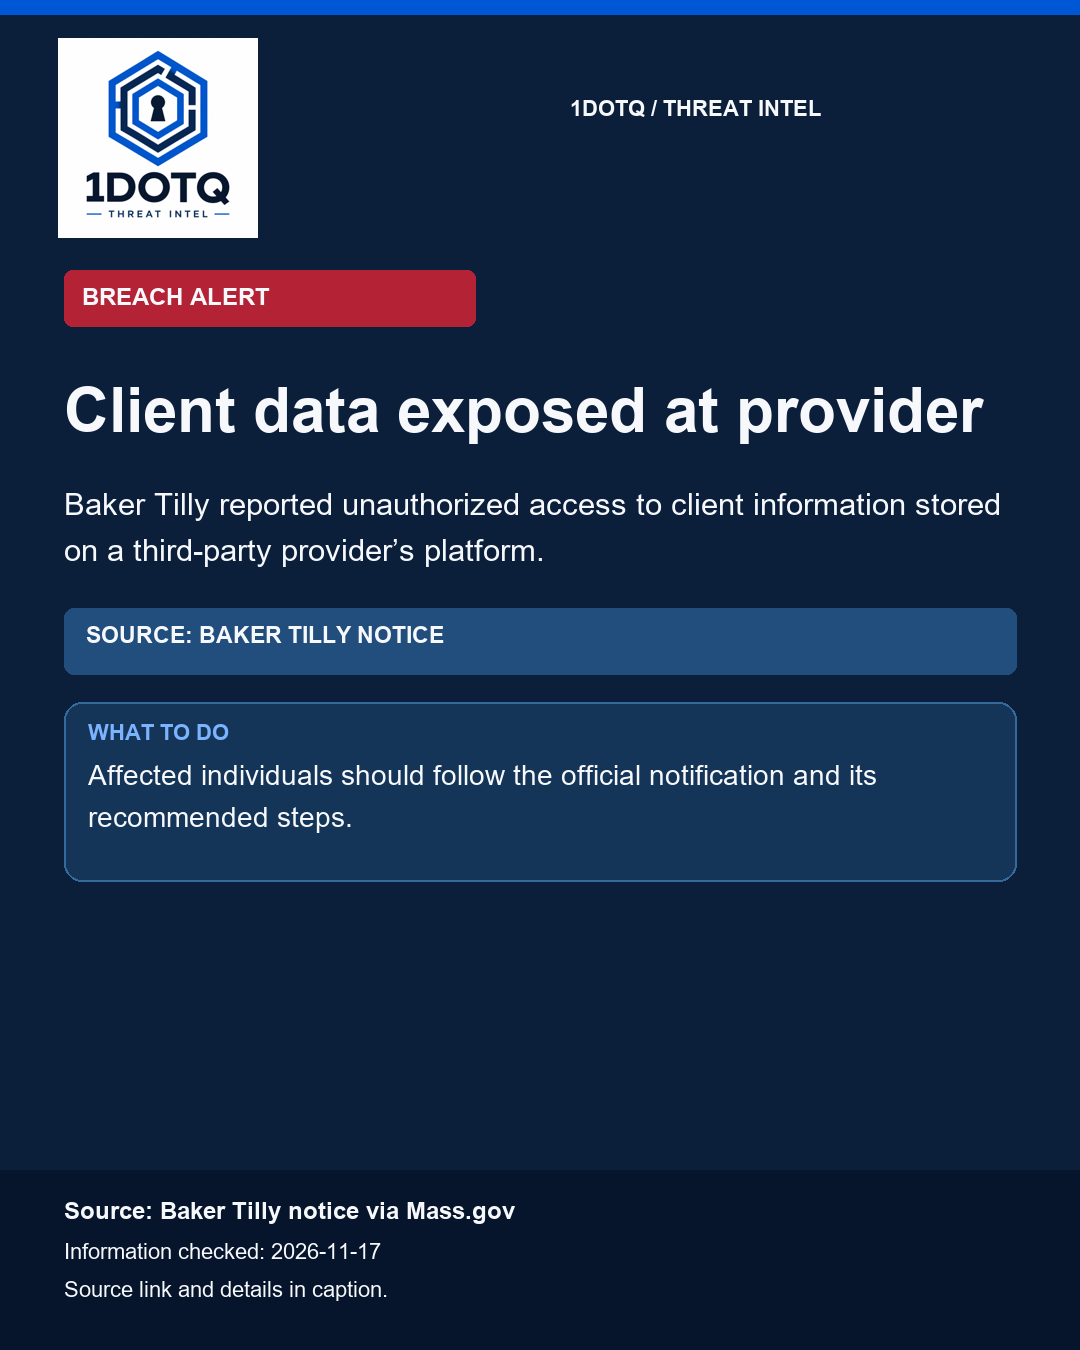 1DOTQ
THREAT INTEL
1DOTQ / THREAT INTEL
BREACH ALERT
Client data exposed at provider
Baker Tilly reported unauthorized access to client information stored
on a third-party provider’s platform.
SOURCE: BAKER TILLY NOTICE
WHAT TO DO
Affected individuals should follow the official notification and its
recommended steps.
Source: Baker Tilly notice via Mass.gov
Information checked: 2026-11-17
Source link and details in caption.